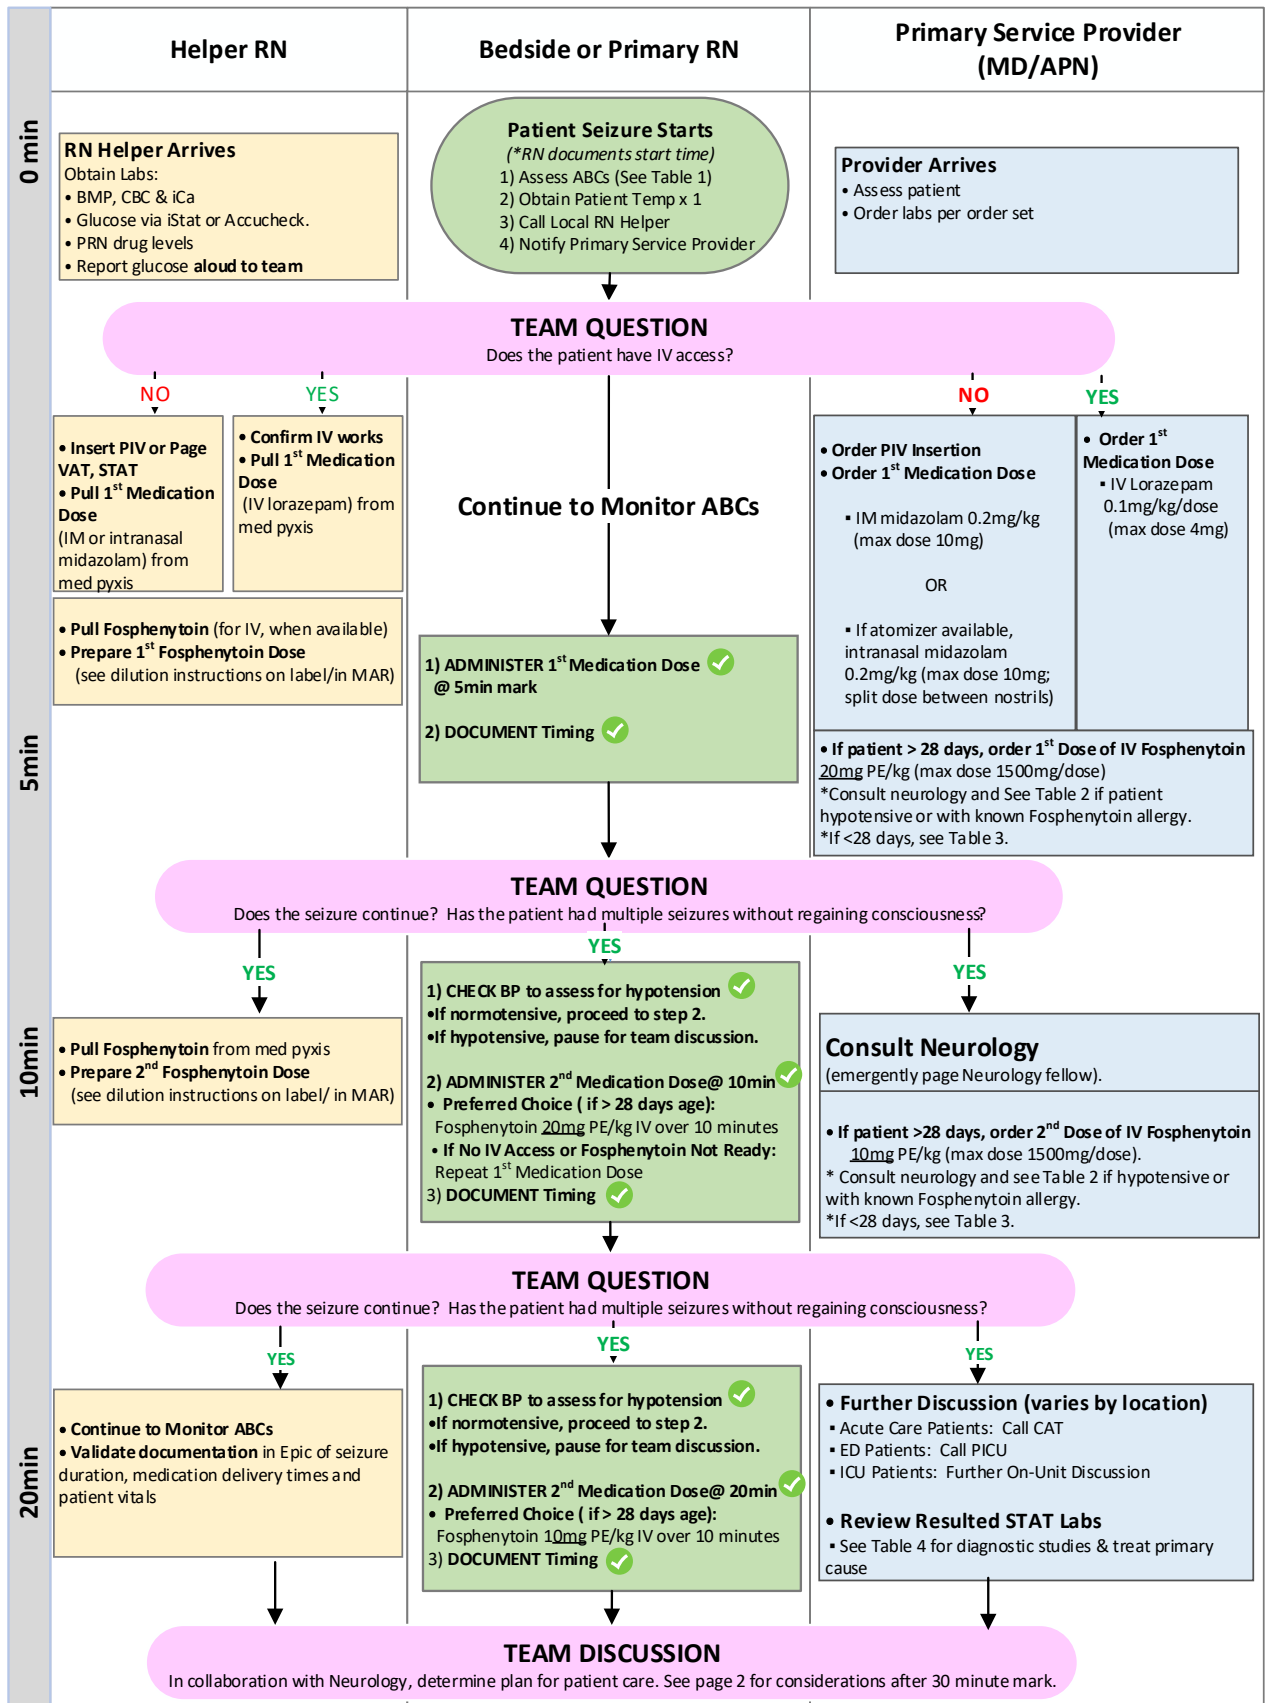 Helper RN
Bedside or Primary RN
Primary Service Provider
(MD/APN)
0 min
RN Helper Arrives
Obtain Labs:
• BMP, CBC & iCa
• Glucose via iStat or Accucheck.
• PRN drug levels
• Report glucose aloud to team
Patient Seizure Starts
(*RN documents start time)
1) Assess ABCs (See Table 1)
2) Obtain Patient Temp x 1
3) Call Local RN Helper
4) Notify Primary Service Provider
Provider Arrives
• Assess patient
• Order labs per order set
TEAM QUESTION
Does the patient have IV access?
NO
YES
NO
YES
• Insert PIV or Page
VAT, STAT
• Pull 1st Medication
Dose
(IM or intranasal
midazolam) from
med pyxis
• Confirm IV works
• Pull 1st Medication
Dose
(IV lorazepam) from
med pyxis
• Pull Fosphenytoin (for IV, when available)
• Prepare 1st Fosphenytoin Dose
(see dilution instructions on label/in MAR)
Continue to Monitor ABCs
1) ADMINISTER 1st Medication Dose
@ 5min mark
2) DOCUMENT Timing
• Order PIV Insertion
• Order 1st Medication Dose
▪ IM midazolam 0.2mg/kg
(max dose 10mg)
OR
▪ If atomizer available,
intranasal midazolam
0.2mg/kg (max dose 10mg;
split dose between nostrils)
• Order 1st
Medication Dose
▪ IV Lorazepam
0.1mg/kg/dose
(max dose 4mg)
5min
• If patient > 28 days, order 1st Dose of IV Fosphenytoin
20mg PE/kg (max dose 1500mg/dose)
*Consult neurology and See Table 2 if patient
hypotensive or with known Fosphenytoin allergy.
*If <28 days, see Table 3.
TEAM QUESTION
Does the seizure continue? Has the patient had multiple seizures without regaining consciousness?
YES
YES
YES
10min
• Pull Fosphenytoin from med pyxis
• Prepare 2nd Fosphenytoin Dose
(see dilution instructions on label/ in MAR)
1) CHECK BP to assess for hypotension
•If normotensive, proceed to step 2.
•If hypotensive, pause for team discussion.
2) ADMINISTER 2nd Medication Dose@ 10min
• Preferred Choice ( if > 28 days age):
Fosphenytoin 20mg PE/kg IV over 10 minutes
• If No IV Access or Fosphenytoin Not Ready:
Repeat 1st Medication Dose
3) DOCUMENT Timing
Consult Neurology
(emergently page Neurology fellow).
• If patient >28 days, order 2nd Dose of IV Fosphenytoin
10mg PE/kg (max dose 1500mg/dose).
* Consult neurology and see Table 2 if hypotensive or
with known Fosphenytoin allergy.
*If <28 days, see Table 3.
TEAM QUESTION
Does the seizure continue? Has the patient had multiple seizures without regaining consciousness?
YES
YES
YES
20min
• Continue to Monitor ABCs
• Validate documentation in Epic of seizure
duration, medication delivery times and
patient vitals
1) CHECK BP to assess for hypotension
•If normotensive, proceed to step 2.
•If hypotensive, pause for team discussion.
2) ADMINISTER 2nd Medication Dose@ 20min
• Preferred Choice ( if > 28 days age):
Fosphenytoin 10mg PE/kg IV over 10 minutes
3) DOCUMENT Timing
• Further Discussion (varies by location)
▪ Acute Care Patients: Call CAT
▪ ED Patients: Call PICU
▪ ICU Patients: Further On-Unit Discussion
• Review Resulted STAT Labs
▪ See Table 4 for diagnostic studies & treat primary
cause
TEAM DISCUSSION
In collaboration with Neurology, determine plan for patient care. See page 2 for considerations after 30 minute mark.